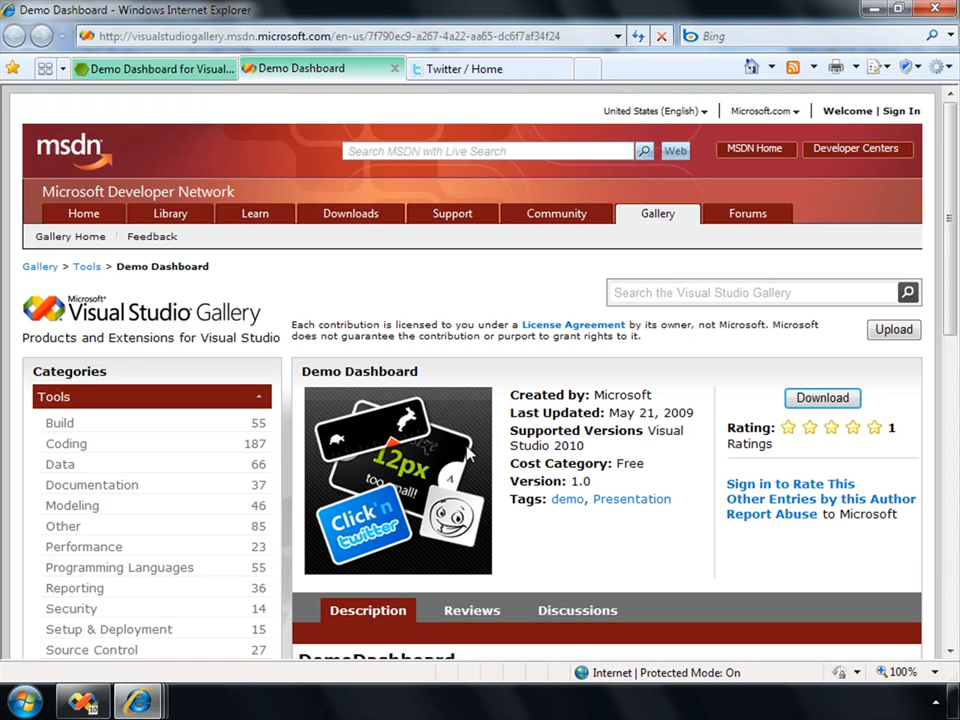 Demo Dashboard - Windows Internet Explorer
http://visualstudiogallery.msdn.microsoft.com/en-us/7f790ec9-a267-4a22-aa65-dc6f7af34f24
Bing
Demo Dashboard for Visual...
Demo Dashboard
Twitter / Home
United States (English)
Microsoft.com
Welcome | Sign In
msdn
Search MSDN with Live Search
Web
MSDN Home
Developer Centers
Microsoft Developer Network
Home
Library
Learn
Downloads
Support
Community
Gallery
Forums
Gallery Home
Feedback
Gallery > Tools > Demo Dashboard
Search the Visual Studio Gallery
Microsoft®
Visual Studio Gallery
Products and Extensions for Visual Studio
Each contribution is licensed to you under a License Agreement by its owner, not Microsoft. Microsoft
does not guarantee the contribution or purport to grant rights to it.
Upload
Categories
Tools
Build 55
Coding 187
Data 66
Documentation 37
Modeling 46
Other 85
Performance 23
Programming Languages 55
Reporting 36
Security 14
Setup & Deployment 15
Source Control 27
Demo Dashboard
12px
too small!
Click'n
twitter
Created by: Microsoft
Last Updated: May 21, 2009
Supported Versions Visual
Studio 2010
Cost Category: Free
Version: 1.0
Tags: demo, Presentation
Download
Rating: 1
Ratings
Sign in to Rate This
Other Entries by this Author
Report Abuse to Microsoft
Description
Reviews
Discussions
DemoDashboard
Internet | Protected Mode: On
100%
10